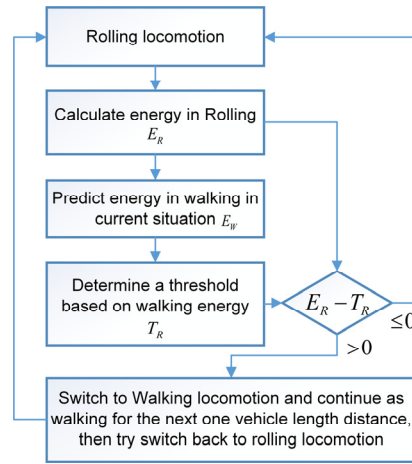 Rolling locomotion
Calculate energy in Rolling
E_R
Predict energy in walking in
current situation E_W
Determine a threshold
based on walking energy
T_R
E_R − T_R
≤0
>0
Switch to Walking locomotion and continue as
walking for the next one vehicle length distance,
then try switch back to rolling locomotion